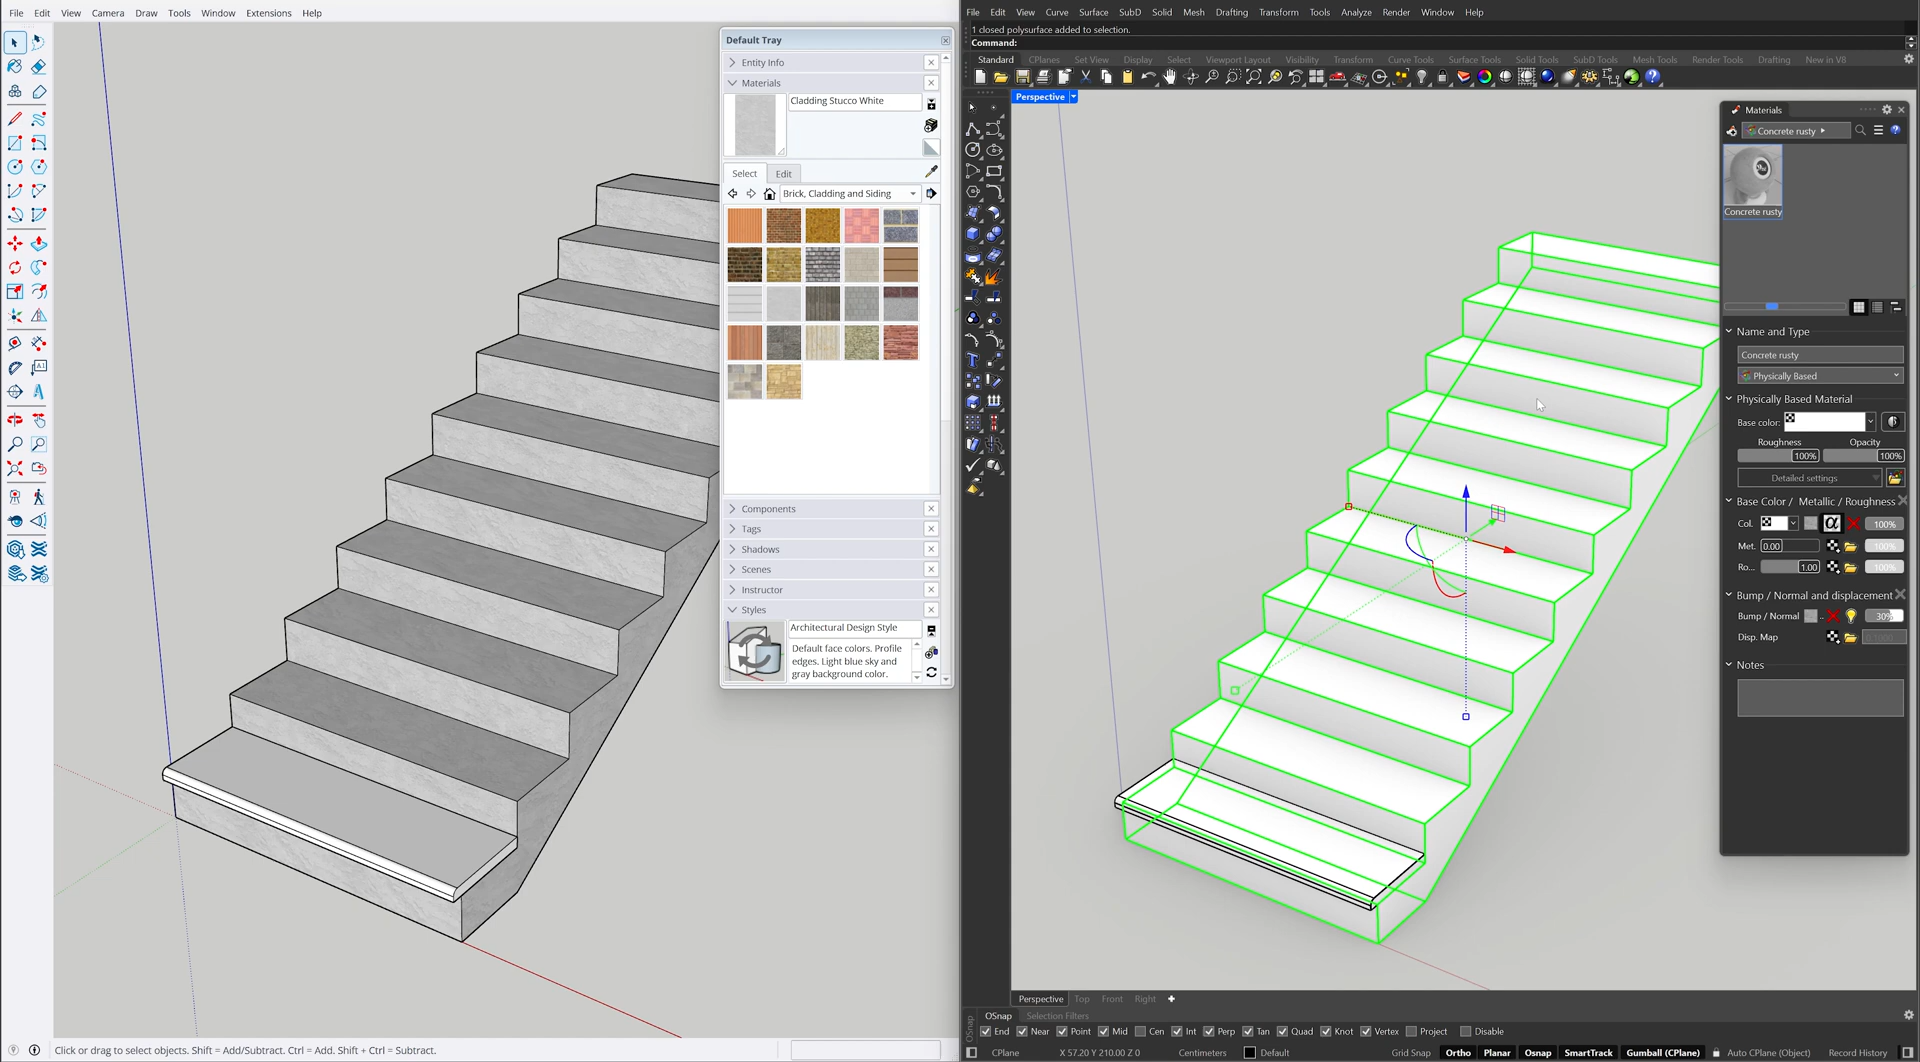 File Edit View Camera Draw Tools Window Extensions Help
Default Tray
Entity Info
Materials
Cladding Stucco White
Select Edit
Brick, Cladding and Siding
Components
Tags
Shadows
Scenes
Instructor
Styles
Architectural Design Style
Default face colors. Profile
edges. Light blue sky and
gray background color.
Click or drag to select objects. Shift = Add/Subtract. Ctrl = Add. Shift + Ctrl = Subtract.
File Edit View Curve Surface SubD Solid Mesh Drafting Transform Tools Analyze Render Window Help
1 closed polysurface added to selection.
Command:
Standard CPlanes Set View Display Select Viewport Layout Visibility Transform Curve Tools Surface Tools Solid Tools SubD Tools Mesh Tools Render Tools Drafting New in V8
Perspective
Materials
Concrete rusty
Concrete rusty
Name and Type
Concrete rusty
Physically Based
Physically Based Material
Base color:
Roughness Opacity
100% 100%
Detailed settings
Base Color / Metallic / Roughness
Col. α 100%
Met. 0.00 100%
Ro... 1.00 100%
Bump / Normal and displacement
Bump / Normal .. 30%
Disp. Map
Notes
Perspective Top Front Right
OSnap Selection Filters
OSnap
End Near Point Mid Cen Int Perp Tan Quad Knot Vertex Project Disable
CPlane X 57.20 Y 210.00 Z 0 Centimeters Default Grid Snap Ortho Planar Osnap SmartTrack Gumball (CPlane) Auto CPlane (Object) Record History